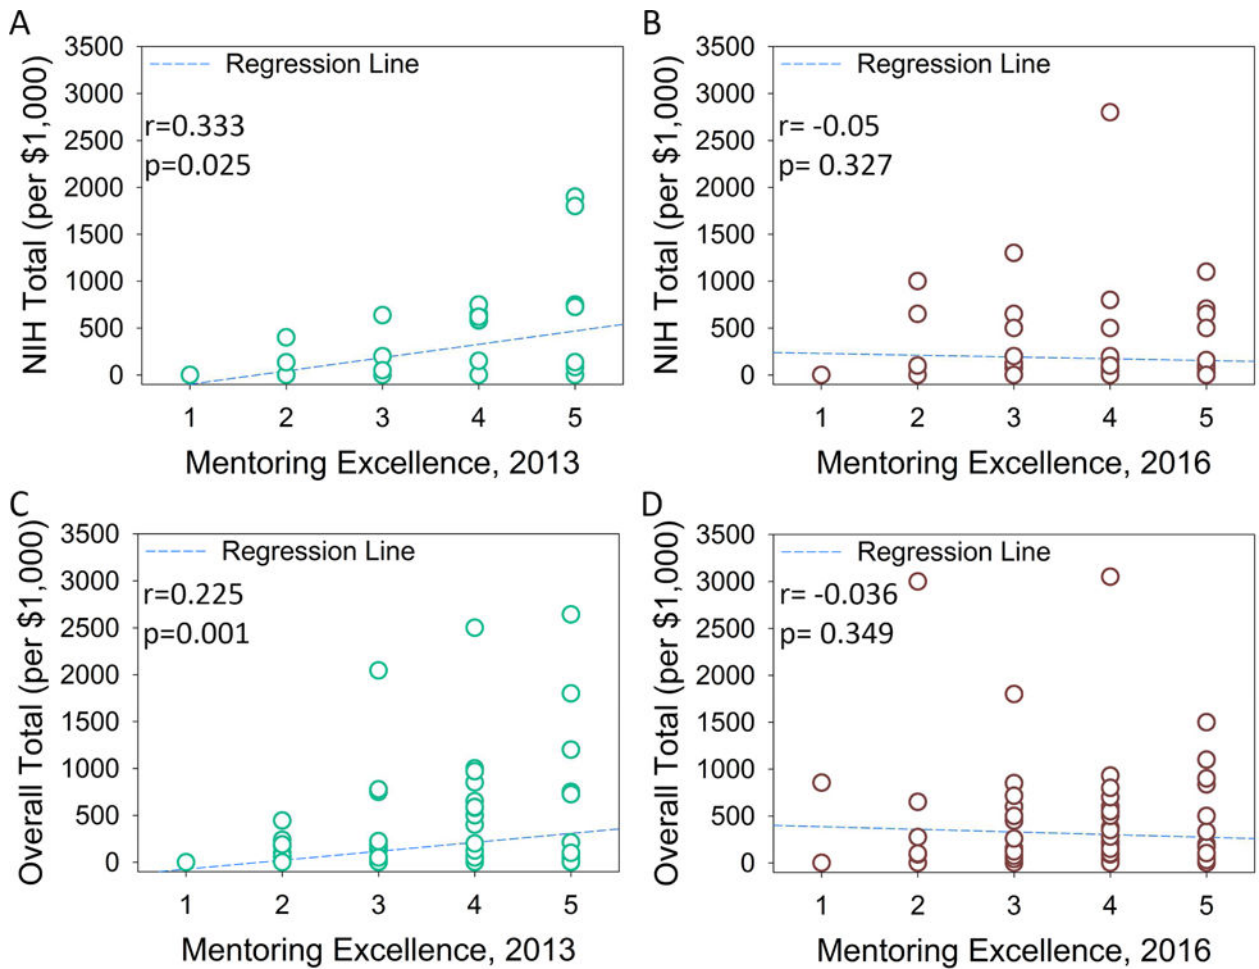 A
NIH Total (per $1,000)
3500
3000
2500
2000
1500
1000
500
0
Regression Line
r=0.333
p=0.025
1 2 3 4 5
Mentoring Excellence, 2013
B
NIH Total (per $1,000)
3500
3000
2500
2000
1500
1000
500
0
Regression Line
r= -0.05
p= 0.327
1 2 3 4 5
Mentoring Excellence, 2016
C
Overall Total (per $1,000)
3500
3000
2500
2000
1500
1000
500
0
Regression Line
r=0.225
p=0.001
1 2 3 4 5
Mentoring Excellence, 2013
D
Overall Total (per $1,000)
3500
3000
2500
2000
1500
1000
500
0
Regression Line
r= -0.036
p= 0.349
1 2 3 4 5
Mentoring Excellence, 2016